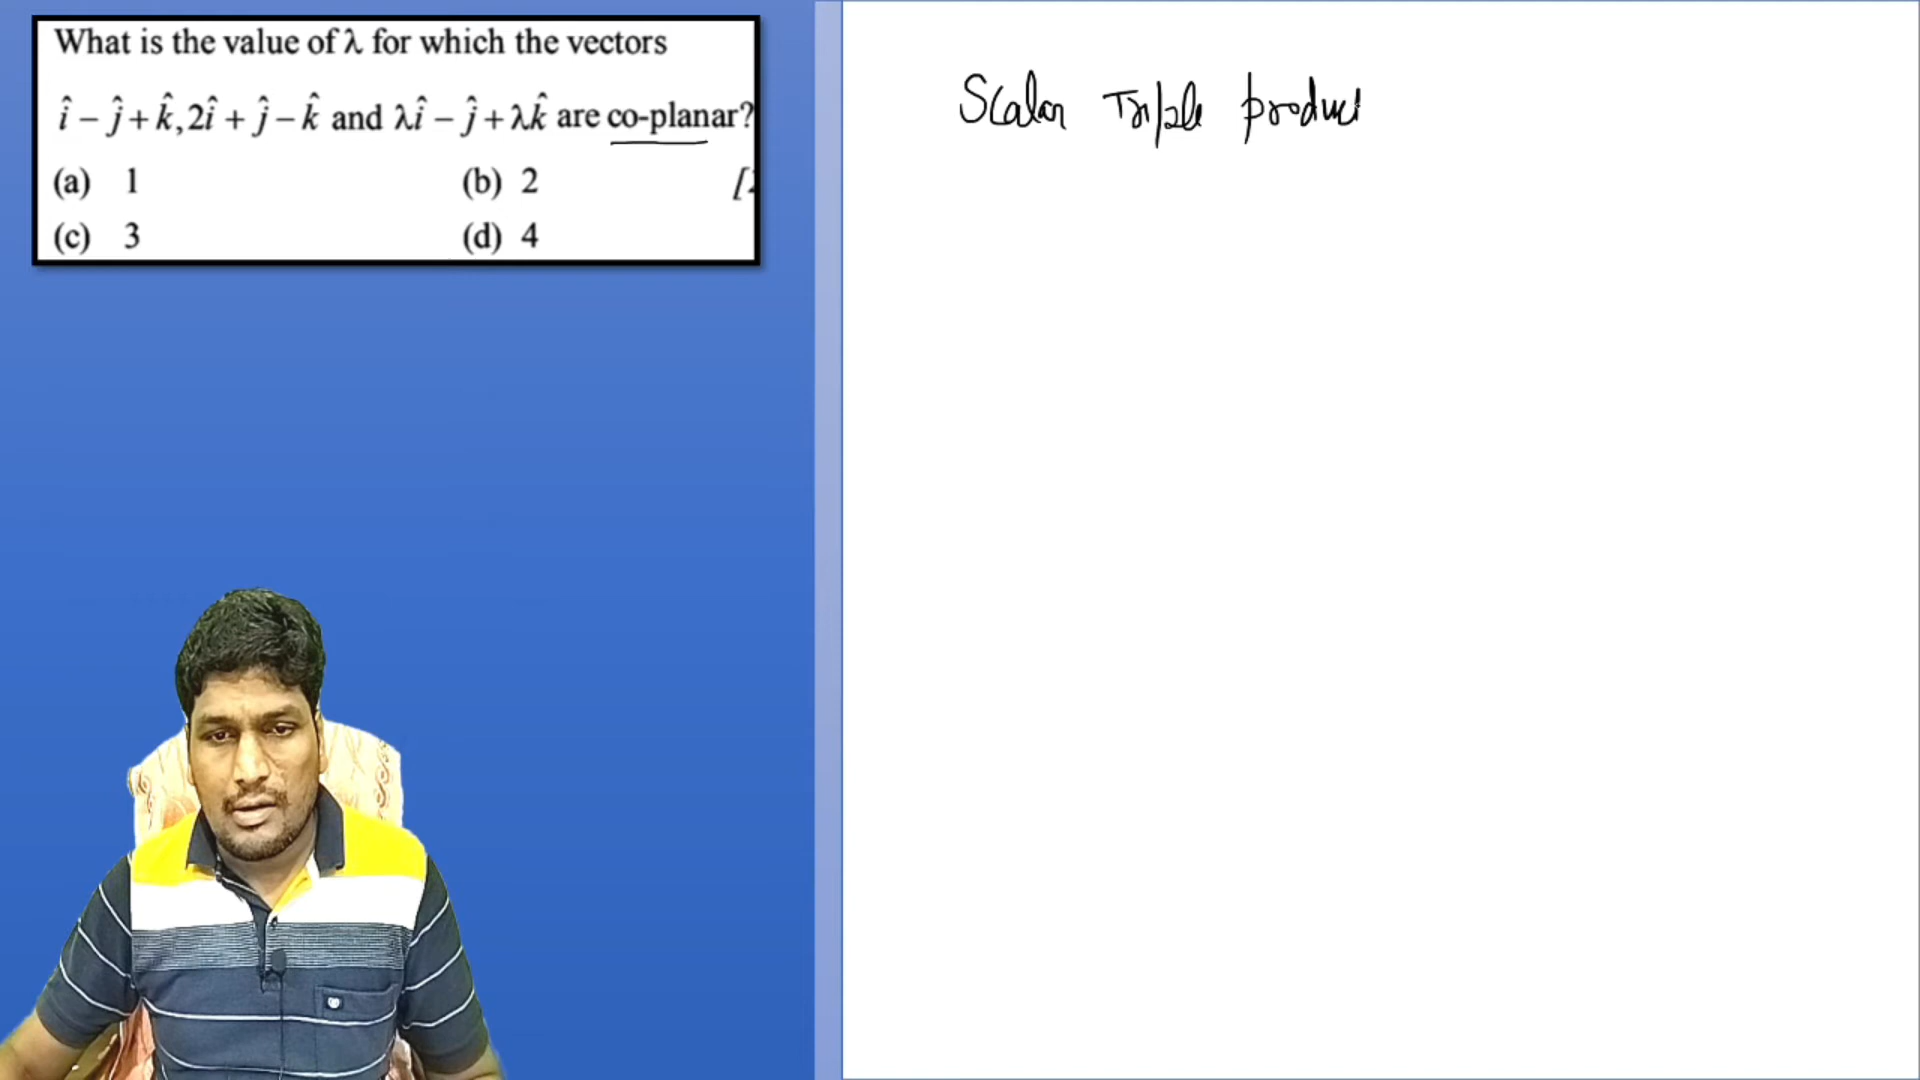 What is the value of λ for which the vectors
î − ĵ + k̂, 2î + ĵ − k̂ and λî − ĵ + λk̂ are co-planar?
(a) 1 (b) 2 [
(c) 3 (d) 4
Scalar Triple product